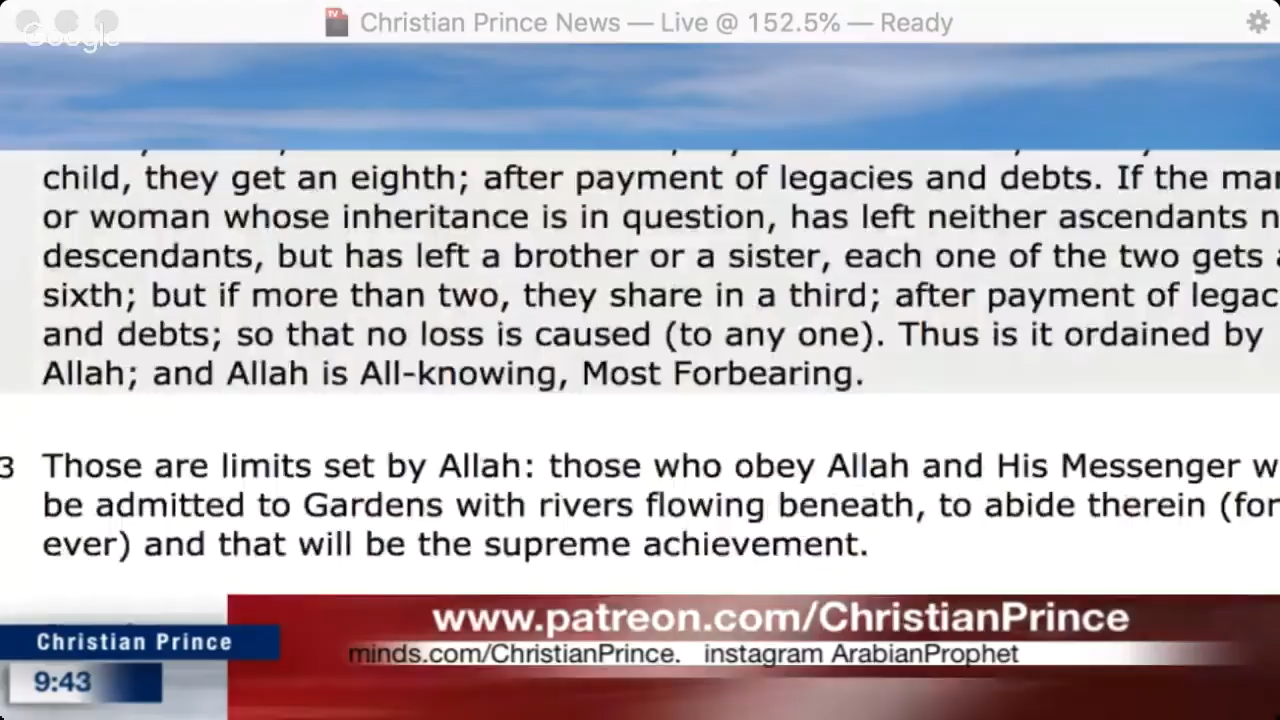 Christian Prince News — Live @ 152.5% — Ready
Google
child, they get an eighth; after payment of legacies and debts. If the
or woman whose inheritance is in question, has left neither ascendants
descendants, but has left a brother or a sister, each one of the two gets
sixth; but if more than two, they share in a third; after payment of
and debts; so that no loss is caused (to any one). Thus is it ordained by
Allah; and Allah is All-knowing, Most Forbearing.
3 Those are limits set by Allah: those who obey Allah and His Messenger
be admitted to Gardens with rivers flowing beneath, to abide therein (for
ever) and that will be the supreme achievement.
www.patreon.com/ChristianPrince
Christian Prince
minds.com/ChristianPrince. instagram ArabianProphet
9:43